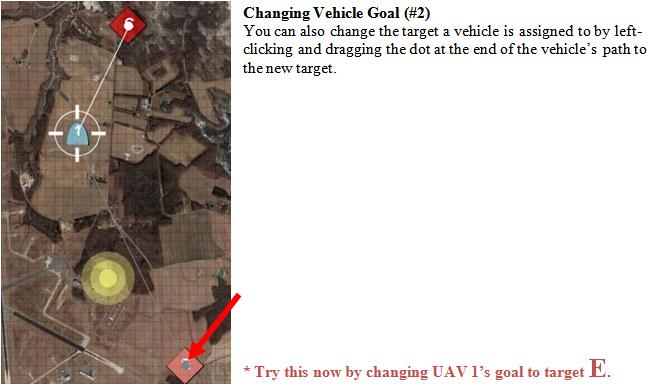 Changing Vehicle Goal (#2)
You can also change the target a vehicle is assigned to by left-
clicking and dragging the dot at the end of the vehicle's path to
the new target.
6
1
* Try this now by changing UAV 1's goal to target E.